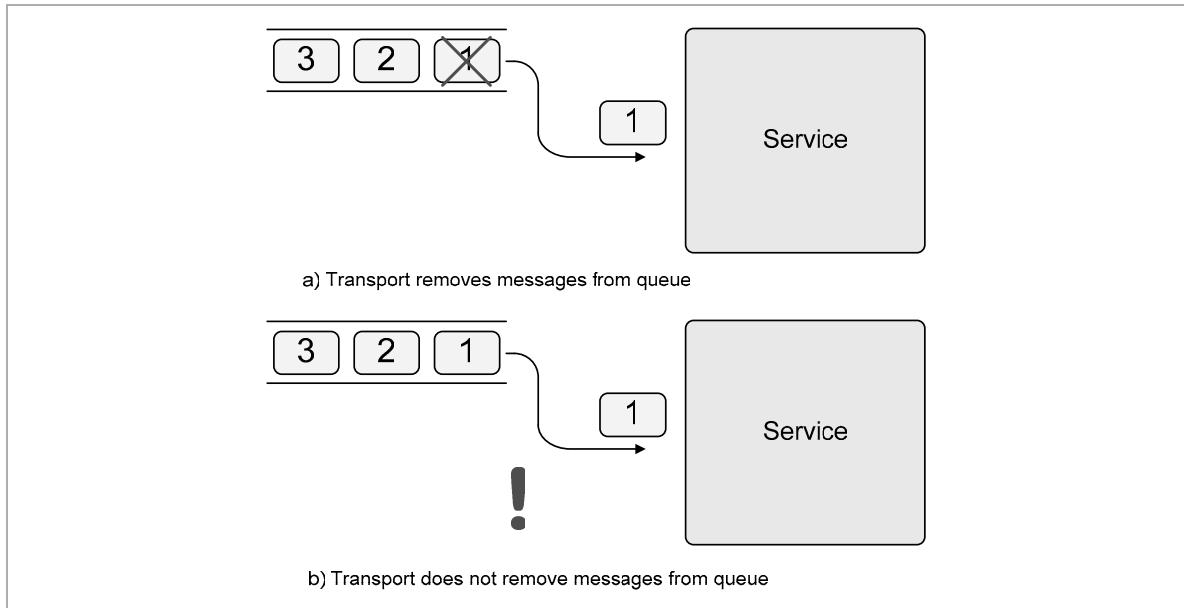 3 2 1
1
Service
a) Transport removes messages from queue
3 2 1
1
Service
!
b) Transport does not remove messages from queue